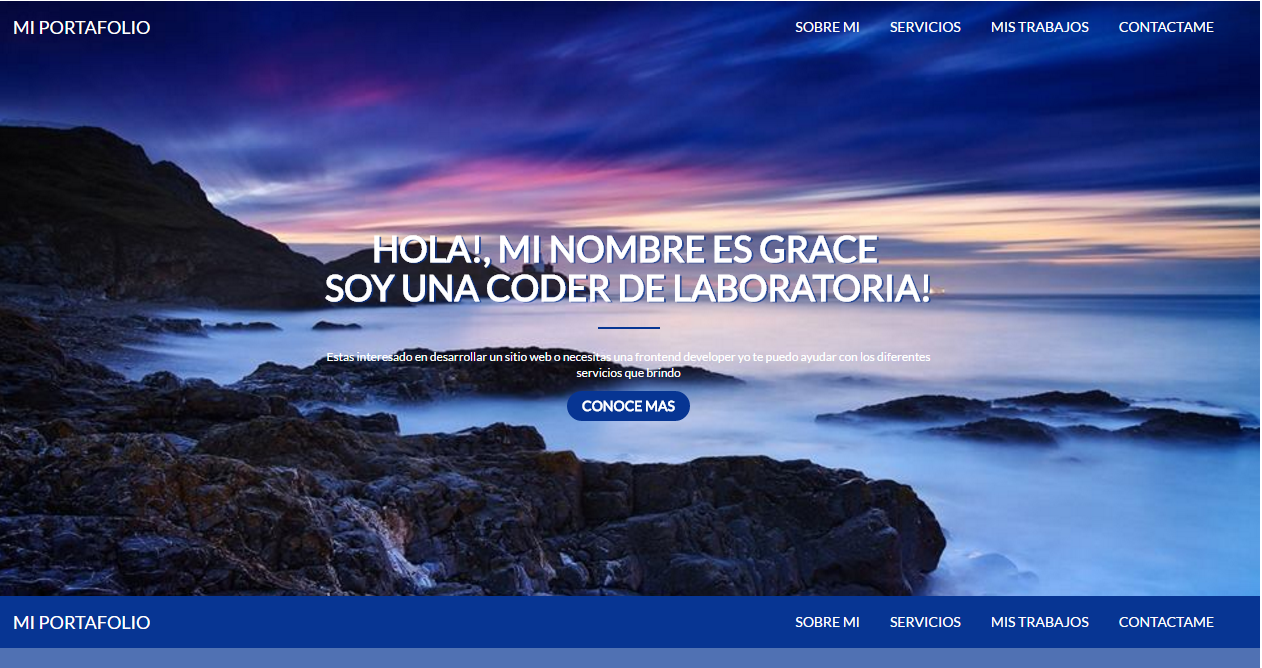 MI PORTAFOLIO SOBRE MI SERVICIOS MIS TRABAJOS CONTACTAME
HOLA!, MI NOMBRE ES GRACE
SOY UNA CODER DE LABORATORIA!
Estas interesado en desarrollar un sitio web o necesitas una frontend developer yo te puedo ayudar con los diferentes
servicios que brindo
CONOCE MAS
MI PORTAFOLIO SOBRE MI SERVICIOS MIS TRABAJOS CONTACTAME